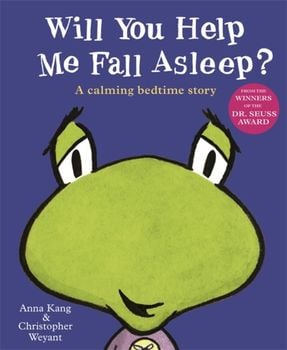 Will You Help
Me Fall Asleep?
A calming bedtime story
FROM THE
WINNERS
OF THE
DR. SEUSS
AWARD
Anna Kang
&
Christopher
Weyant